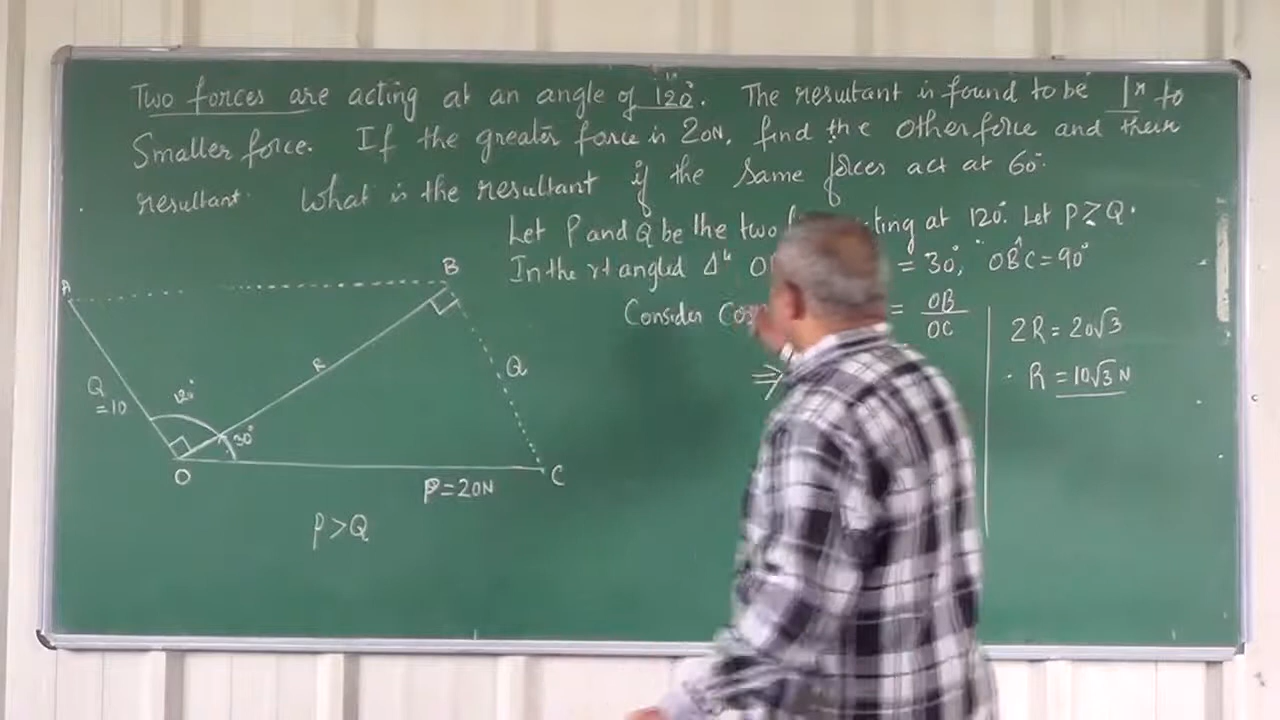 Two forces are acting at an angle of 120°. The resultant is found to be ⊥r to
Smaller force. If the greater force is 20N, find the other force and their
resultant. What is the resultant if the same forces act at 60°.
Let P and Q be the two acting at 120°. Let P ≥ Q.
In the rt angled Δle = 30°, OB̂C = 90°
Consider Cos = OB/OC
⇒
2R = 20√3
R = 10√3 N
A
B
Q
=10
120°
R
30°
Q
O
P=20N
C
P > Q